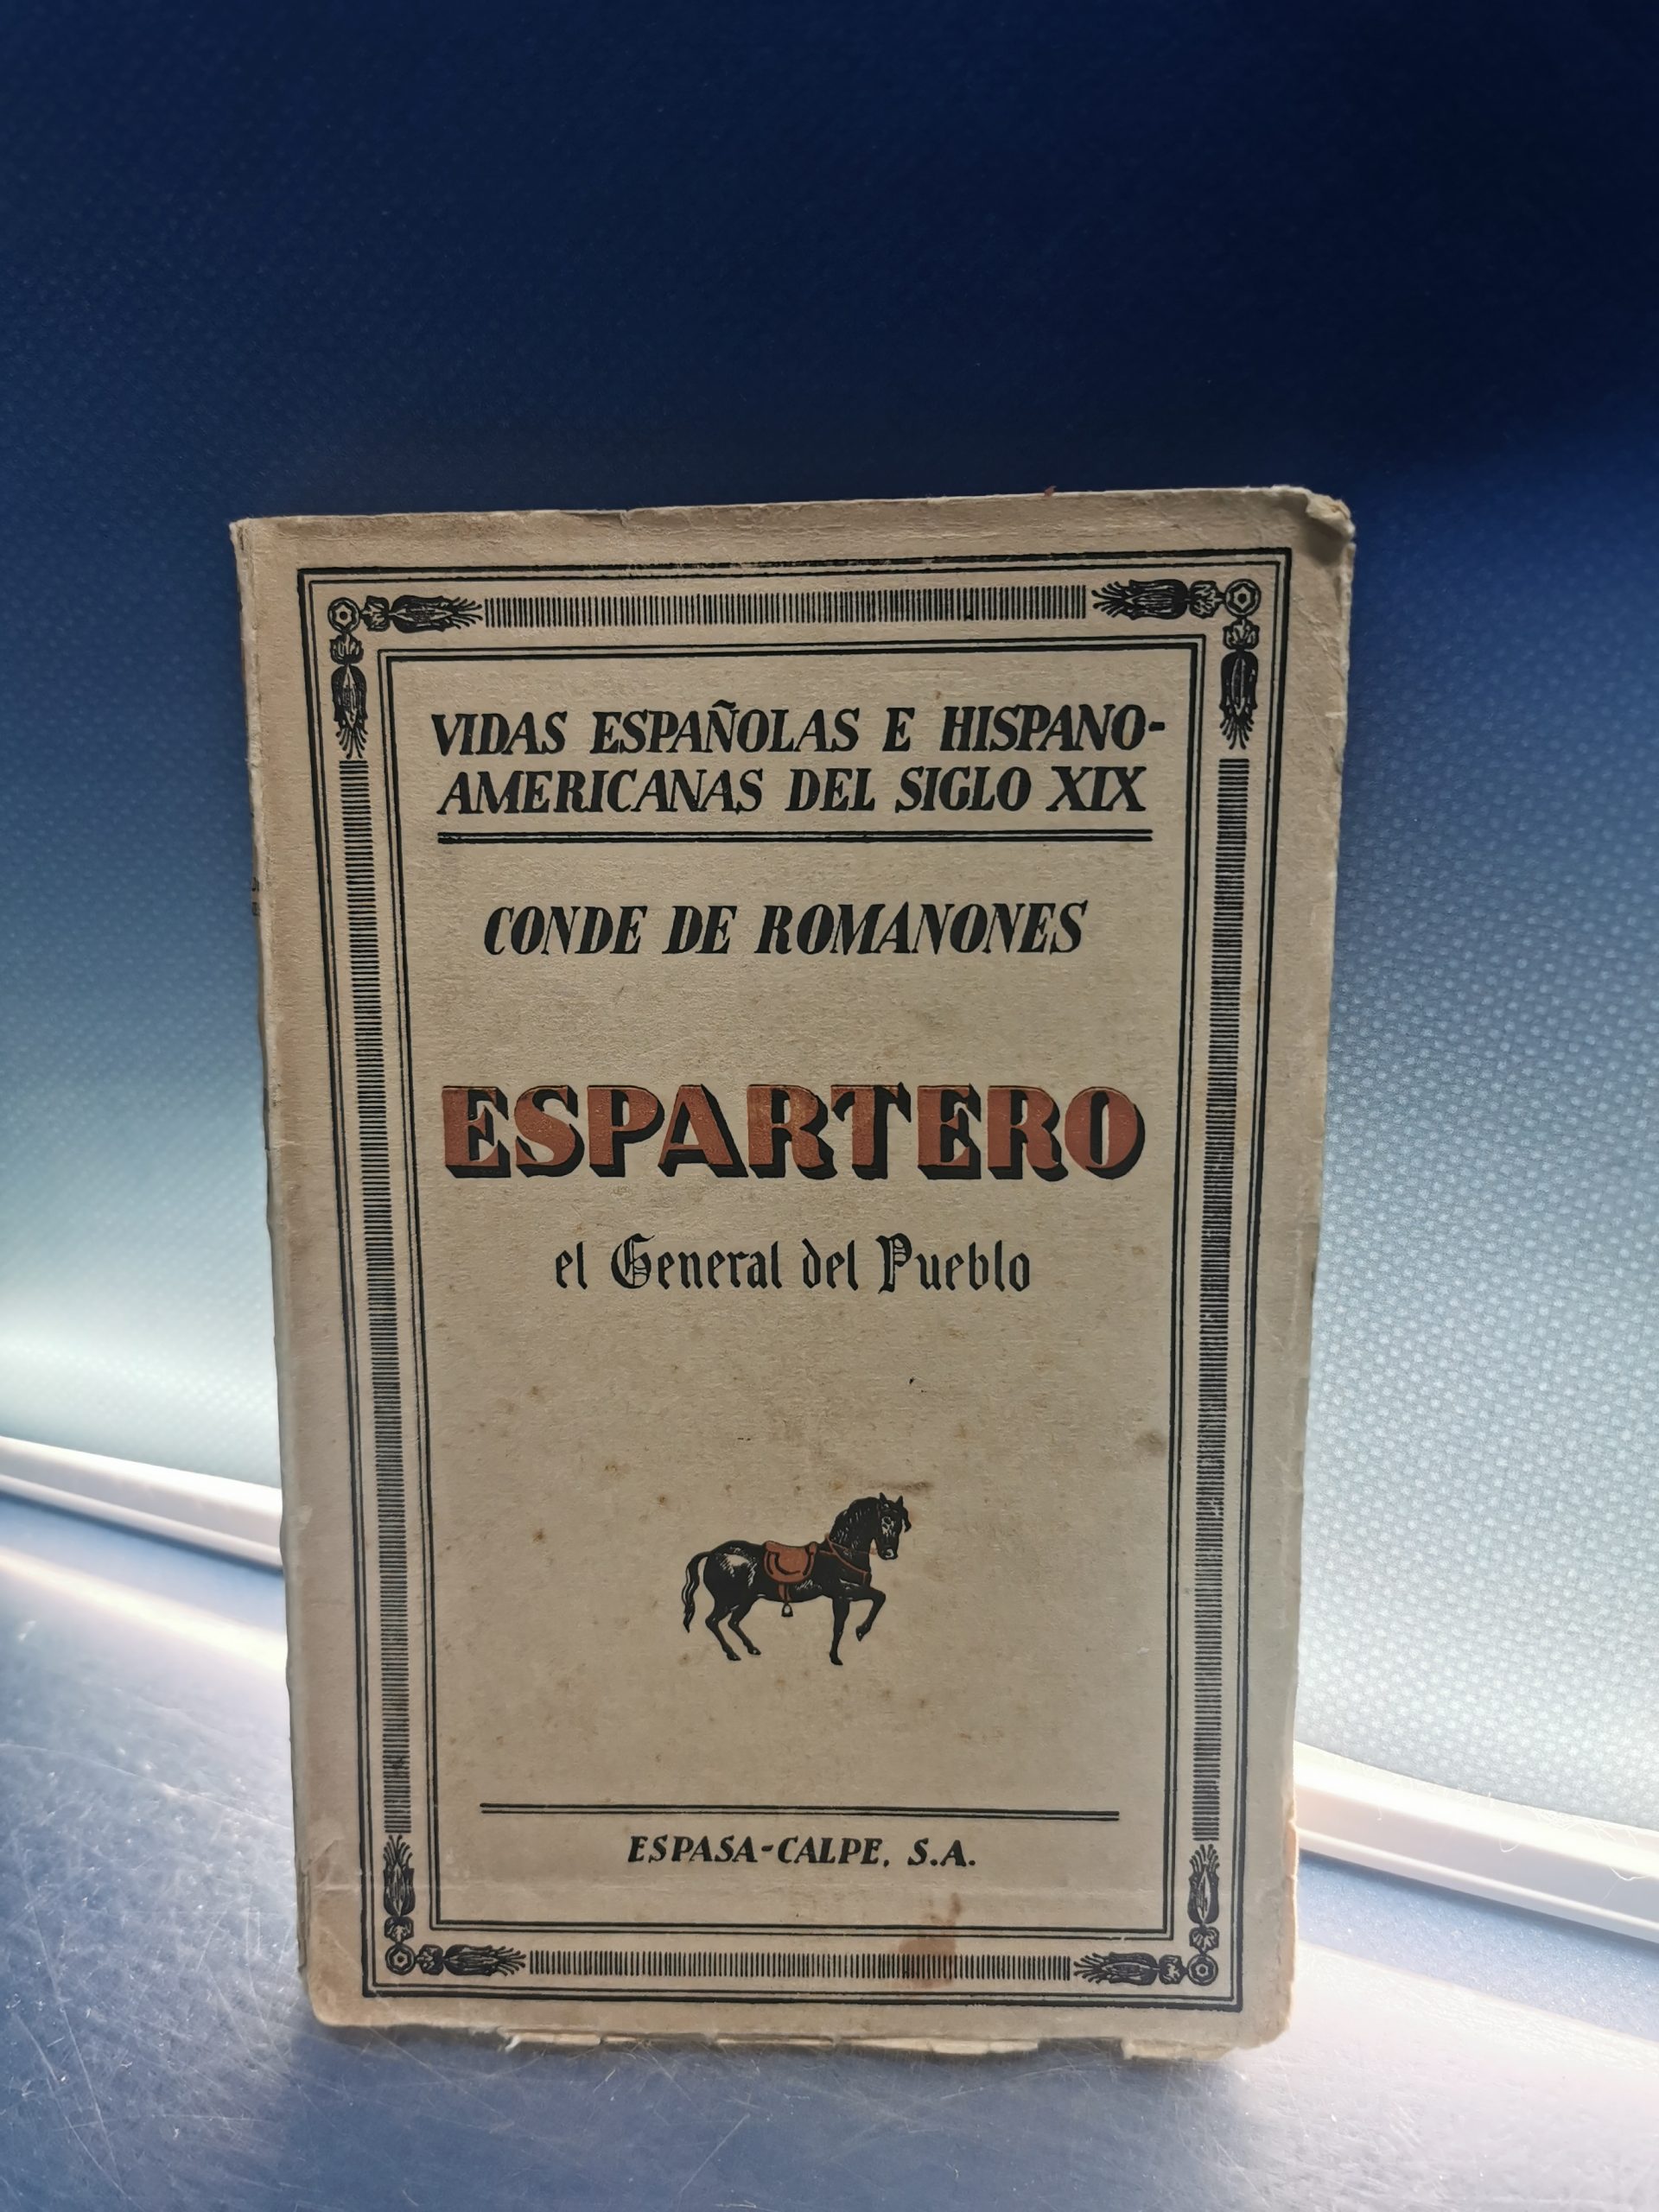 VIDAS ESPAÑOLAS E HISPANO-
AMERICANAS DEL SIGLO XIX
CONDE DE ROMANONES
ESPARTERO
el General del Pueblo
ESPASA-CALPE, S.A.